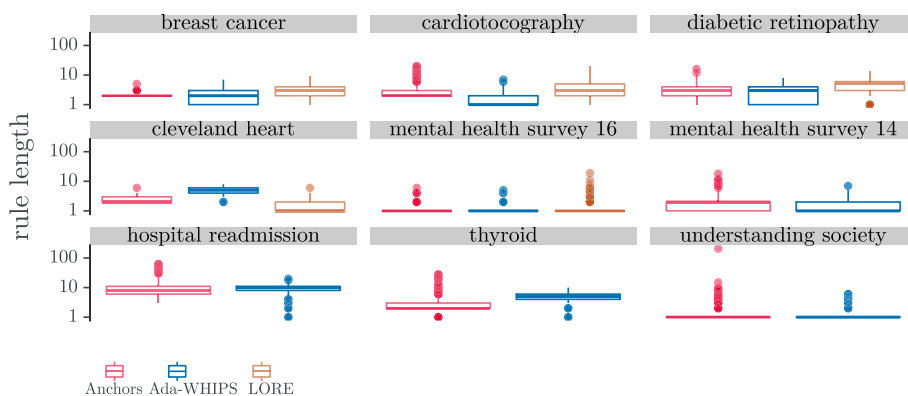 breast cancer cardiotocography diabetic retinopathy
100
10
1
cleveland heart mental health survey 16 mental health survey 14
100
10
1
hospital readmission thyroid understanding society
100
10
1
rule length
Anchors Ada-WHIPS LORE